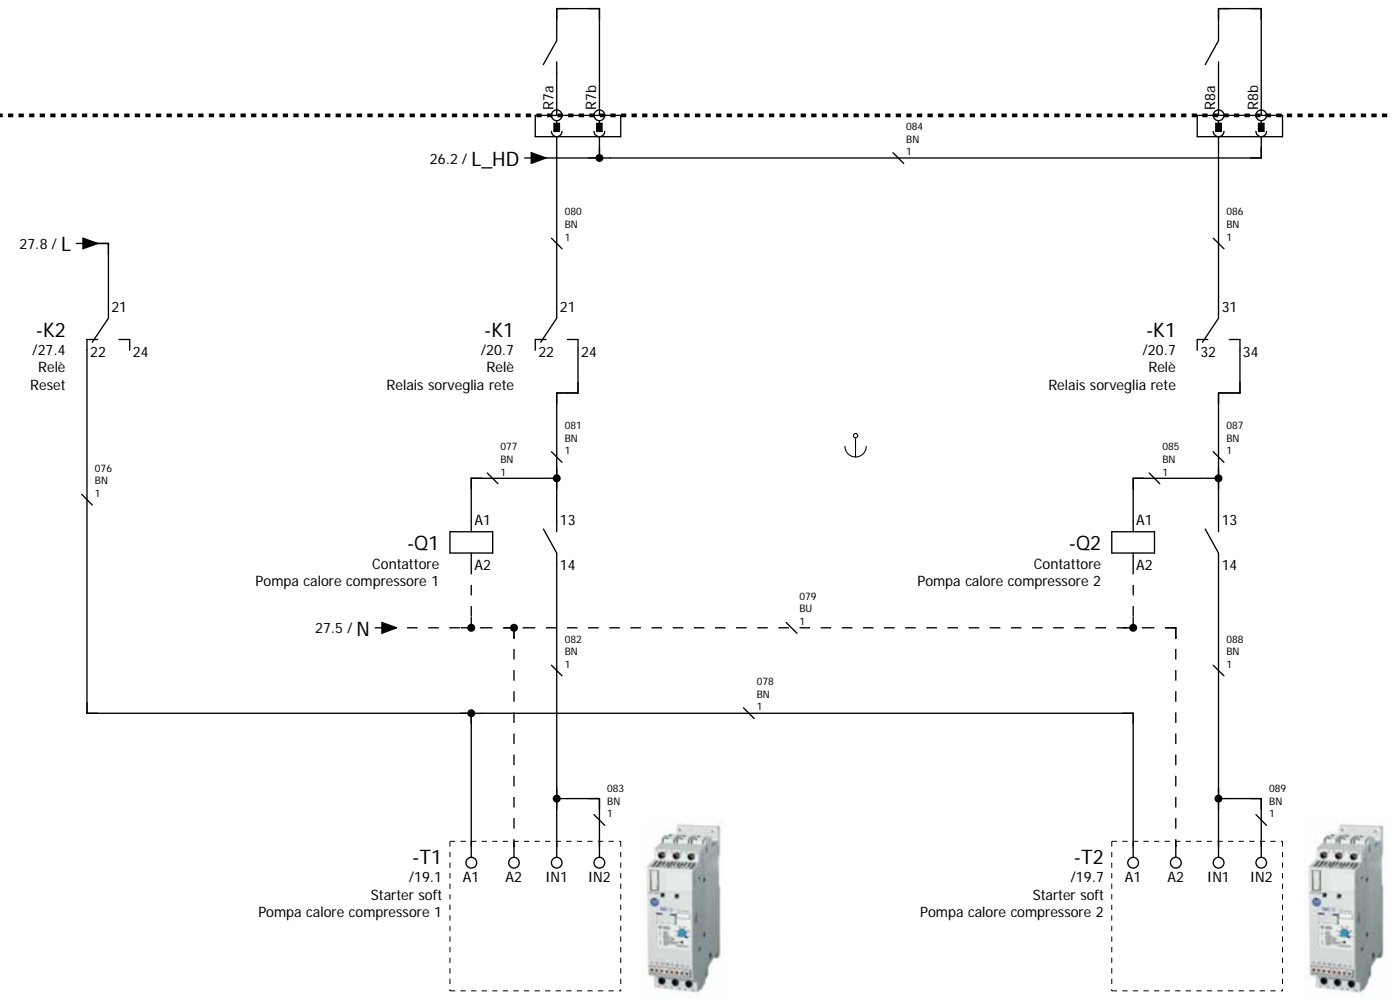 R7a
R7b
R8a
R8b
084
BN
1
26.2 / L_HD
080
BN
1
086
BN
1
27.8 / L
21
-K2
/27.4
Relè
Reset
22
24
21
-K1
/20.7
Relè
Relais sorveglia rete
22
24
31
-K1
/20.7
Relè
Relais sorveglia rete
32
34
076
BN
1
077
BN
1
081
BN
1
085
BN
1
087
BN
1
-Q1
Contattore
Pompa calore compressore 1
A1
A2
13
14
-Q2
Contattore
Pompa calore compressore 2
A1
A2
13
14
27.5 / N
079
BU
1
082
BN
1
088
BN
1
078
BN
1
083
BN
1
089
BN
1
-T1
/19.1
Starter soft
Pompa calore compressore 1
A1
A2
IN1
IN2
-T2
/19.7
Starter soft
Pompa calore compressore 2
A1
A2
IN1
IN2